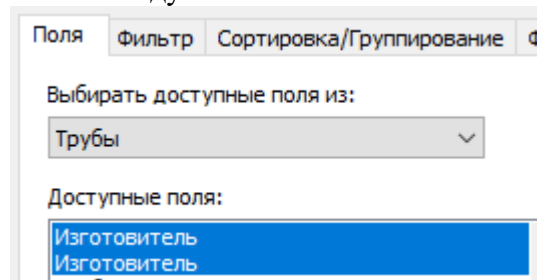 Поля Фильтр Сортировка/Группирование
Выбирать доступные поля из:
Трубы
Доступные поля:
Изготовитель
Изготовитель